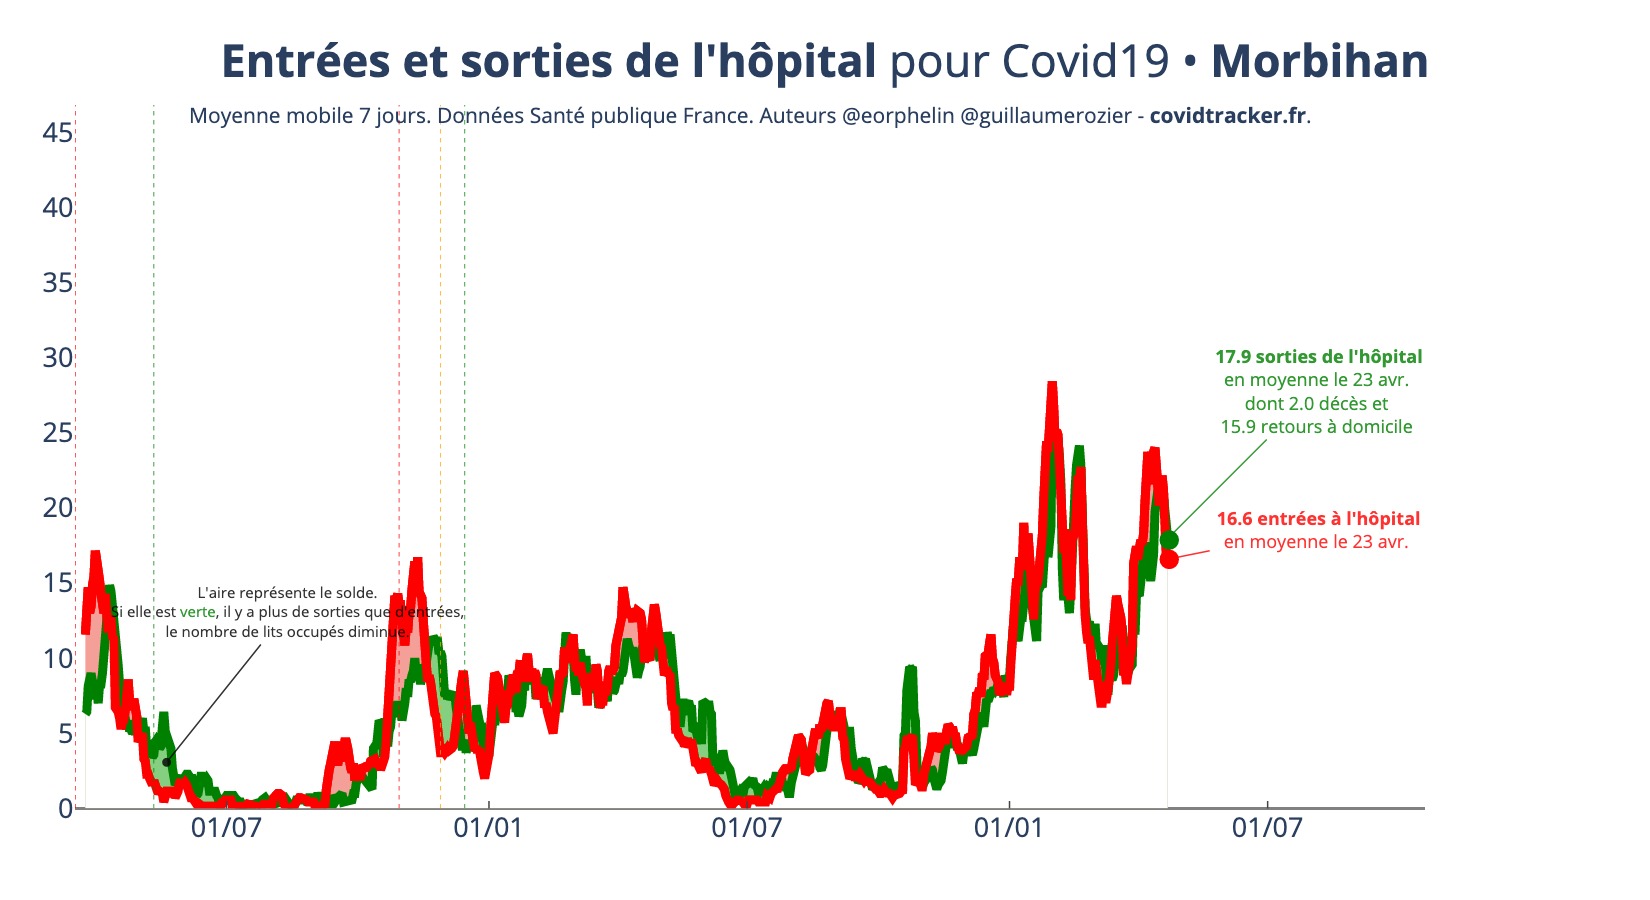 Entrées et sorties de l'hôpital pour Covid19 • Morbihan
Moyenne mobile 7 jours. Données Santé publique France. Auteurs @eorphelin @guillaumerozier - covidtracker.fr.
45
40
35
30
25
20
15
10
5
0
17.9 sorties de l'hôpital
en moyenne le 23 avr.
dont 2.0 décès et
15.9 retours à domicile
16.6 entrées à l'hôpital
en moyenne le 23 avr.
L'aire représente le solde.
Si elle est verte, il y a plus de sorties que d'entrées,
le nombre de lits occupés diminue.
01/07 01/01 01/07 01/01 01/07